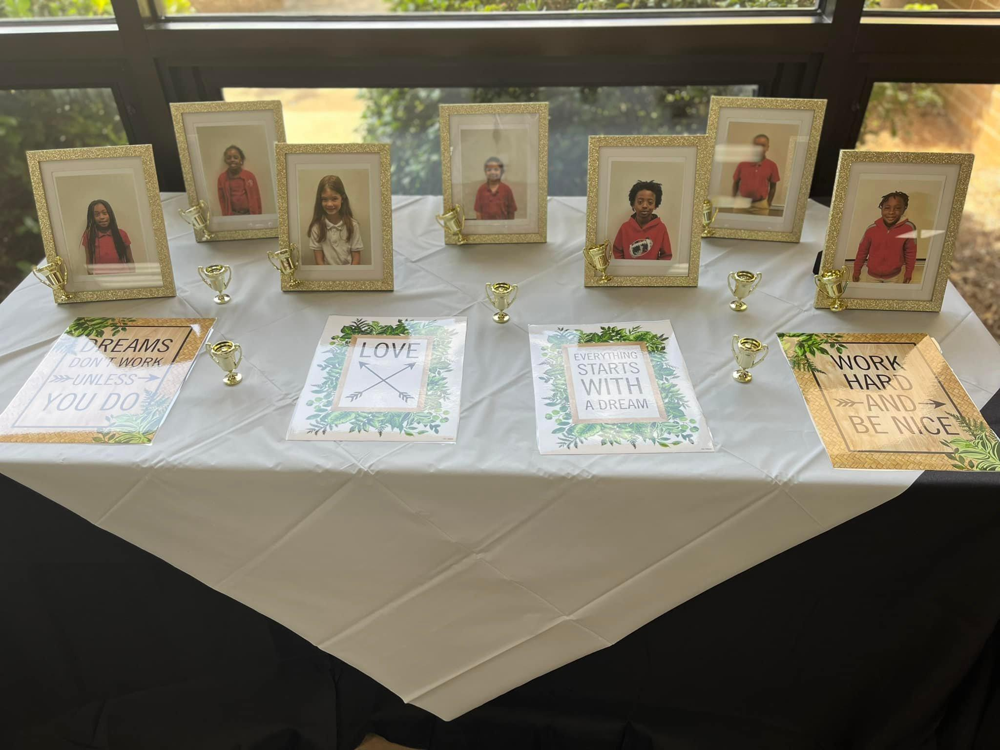 DREAMS
DON'T WORK
UNLESS
YOU DO
LOVE
EVERYTHING
STARTS
WITH
A DREAM
WORK
HARD
AND
BE NICE